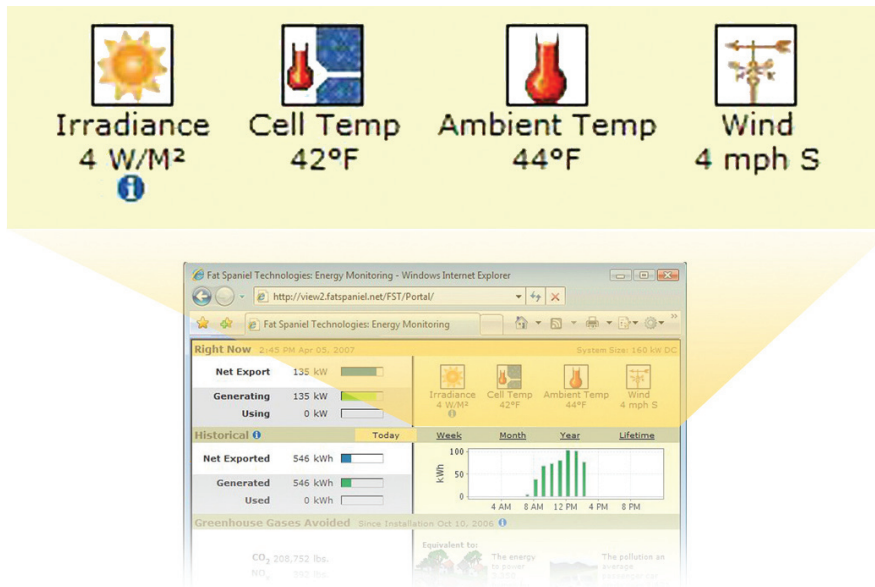 Irradiance
4 W/M²
Cell Temp
42°F
Ambient Temp
44°F
Wind
4 mph S
Fat Spaniel Technologies: Energy Monitoring - Windows Internet Explorer
http://view2.fatspaniel.net/FST/Portal/
Fat Spaniel Technologies: Energy Monitoring
Right Now 2:45 PM Apr 05, 2007 System Size: 160 kW DC
Net Export 135 kW
Generating 135 kW
Using 0 kW
Irradiance
4 W/M²
Cell Temp
42°F
Ambient Temp
44°F
Wind
4 mph S
Historical Today Week Month Year Lifetime
Net Exported 546 kWh
Generated 546 kWh
Used 0 kWh
kWh
100
50
0
4 AM 8 AM 12 PM 4 PM 8 PM
Greenhouse Gases Avoided Since Installation Oct 10, 2006
CO₂ 208,752 lbs.
Equivalent to:
The energy
to power
The pollution an
average